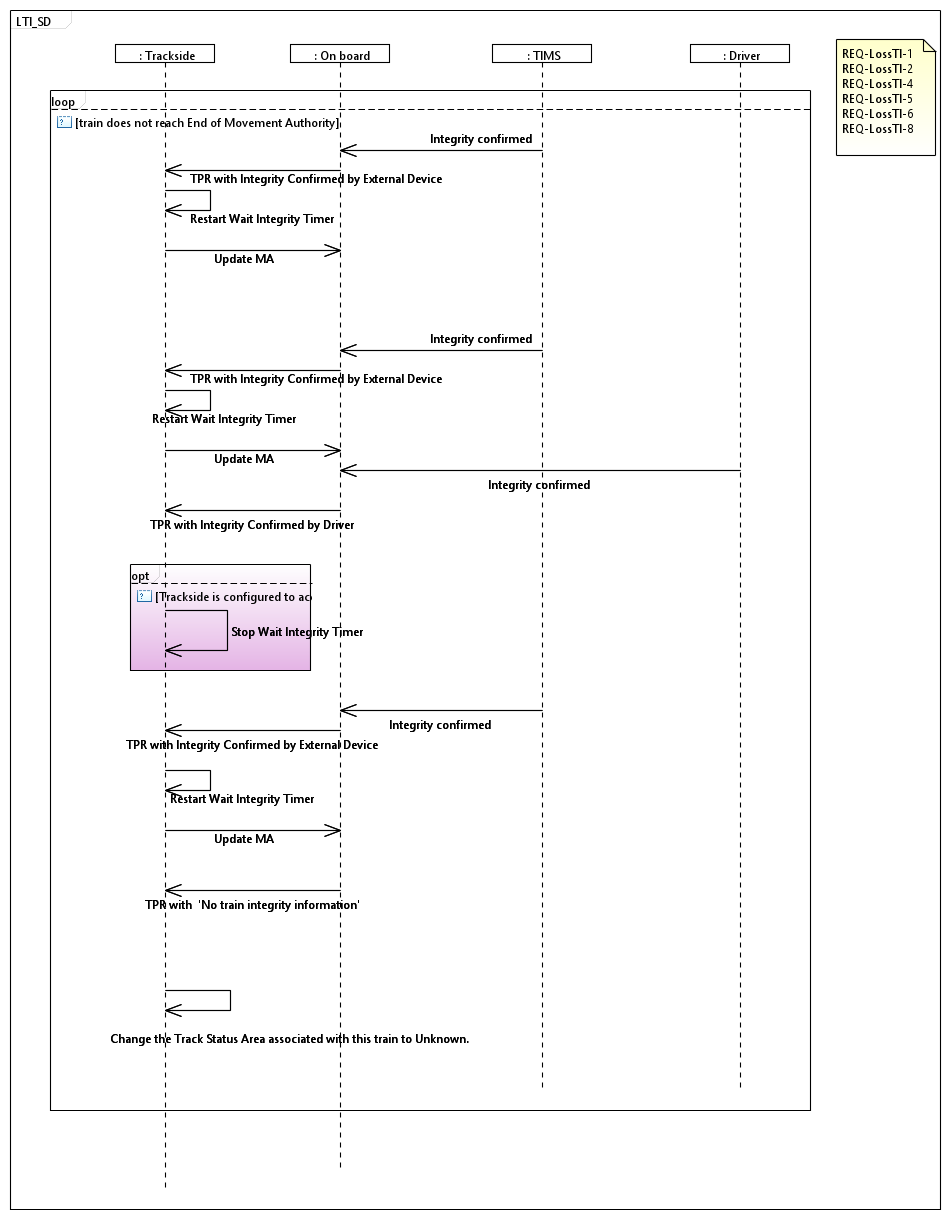 LTI_SD
: Trackside
: On board
: TIMS
: Driver
REQ-LossTI-1
REQ-LossTI-2
REQ-LossTI-4
REQ-LossTI-5
REQ-LossTI-6
REQ-LossTI-8
loop
[train does not reach End of Movement Authority]
Integrity confirmed
TPR with Integrity Confirmed by External Device
Restart Wait Integrity Timer
Update MA
Integrity confirmed
TPR with Integrity Confirmed by External Device
Restart Wait Integrity Timer
Update MA
Integrity confirmed
TPR with Integrity Confirmed by Driver
opt
[Trackside is configured to ac
Stop Wait Integrity Timer
Integrity confirmed
TPR with Integrity Confirmed by External Device
Restart Wait Integrity Timer
Update MA
TPR with 'No train integrity information'
Change the Track Status Area associated with this train to Unknown.